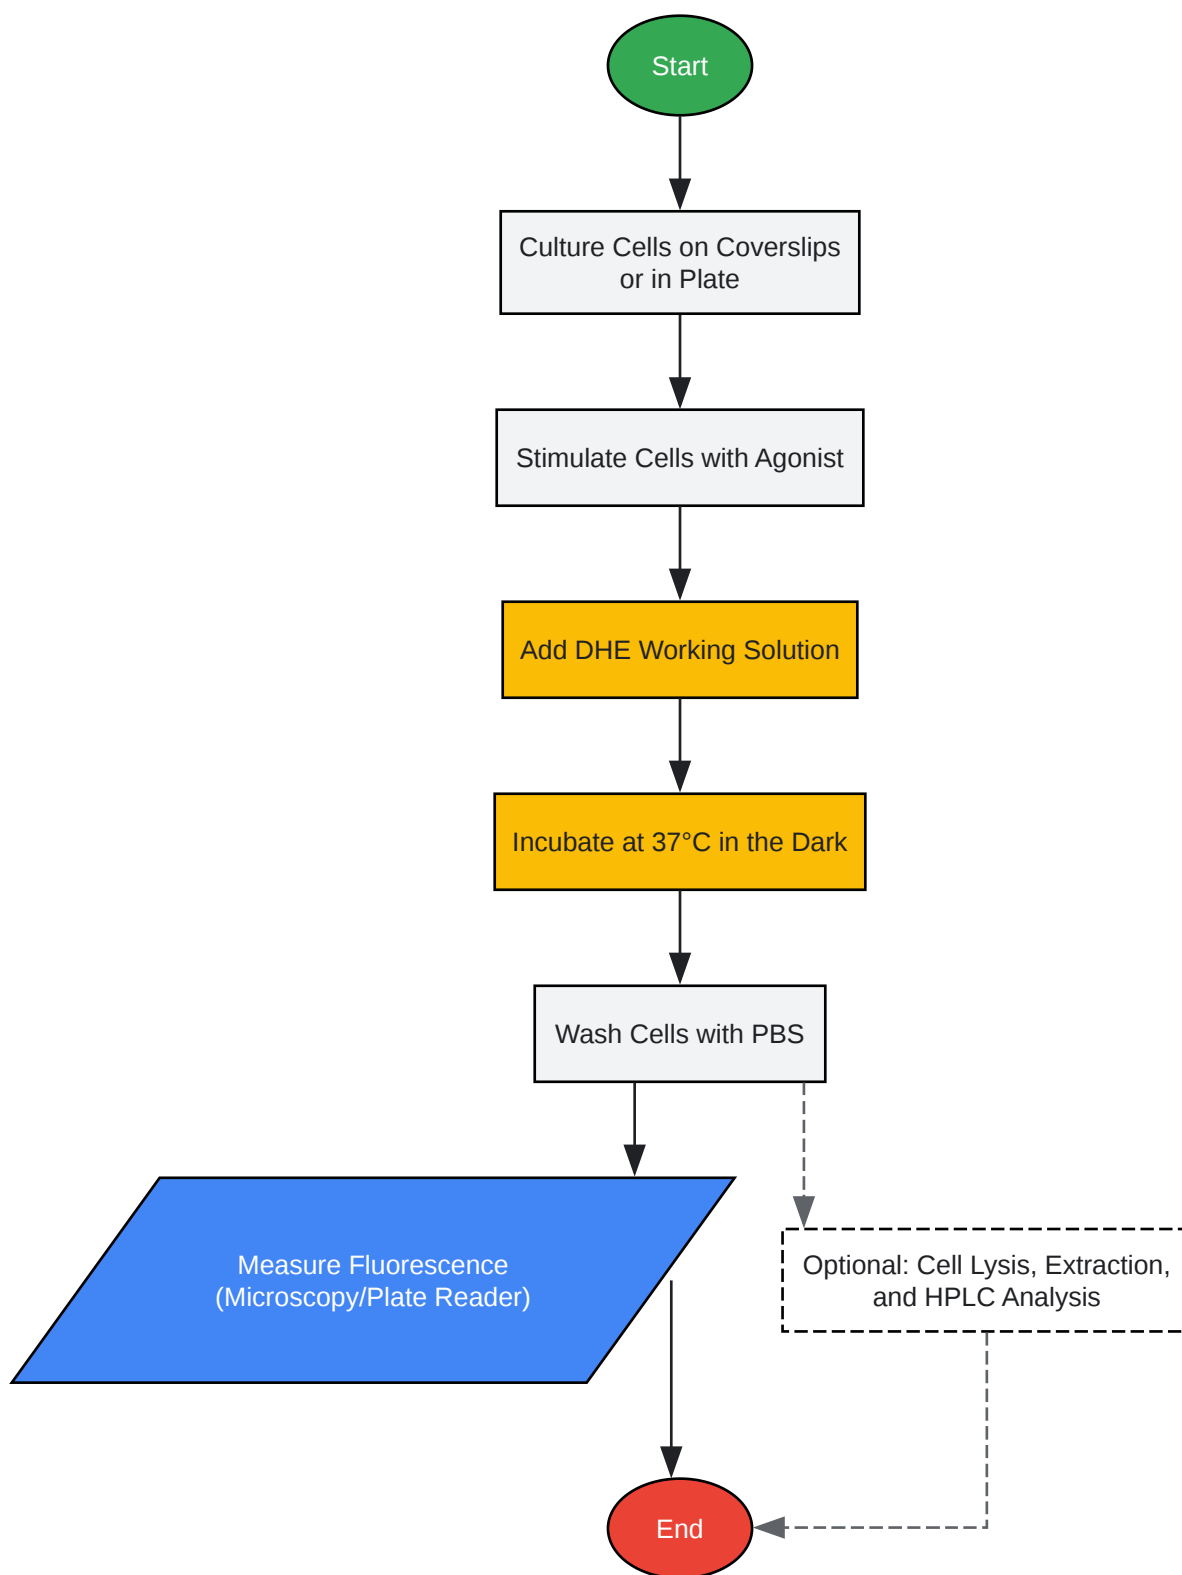 Start
Culture Cells on Coverslips
or in Plate
Stimulate Cells with Agonist
Add DHE Working Solution
Incubate at 37°C in the Dark
Wash Cells with PBS
Measure Fluorescence
(Microscopy/Plate Reader)
Optional: Cell Lysis, Extraction,
and HPLC Analysis
End